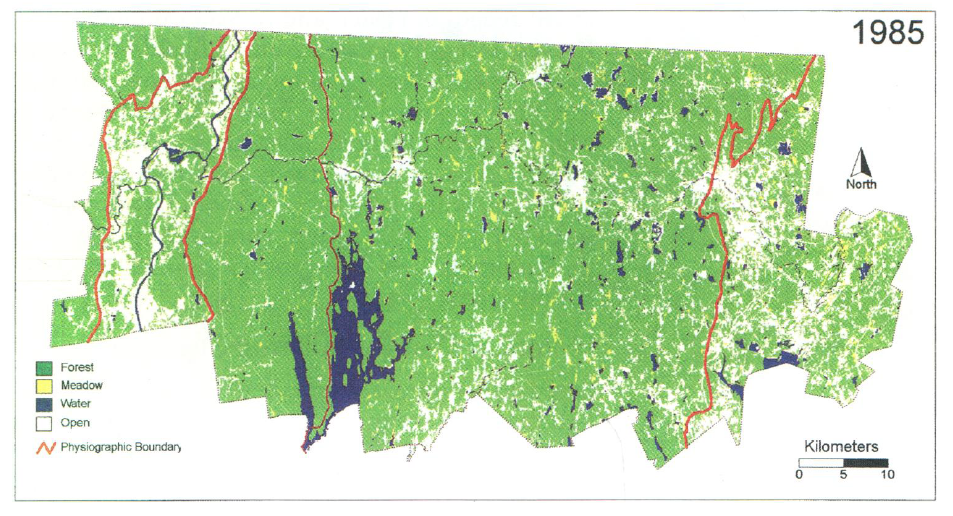 1985
North
Forest
Meadow
Water
Open
Physiographic Boundary
Kilometers
0 5 10